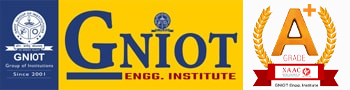 GNIOT
Group of Institutions
Since 2001
GNIOT
ENGG. INSTITUTE
A+
GRADE
NAAC
GNIOT Engg. Institute